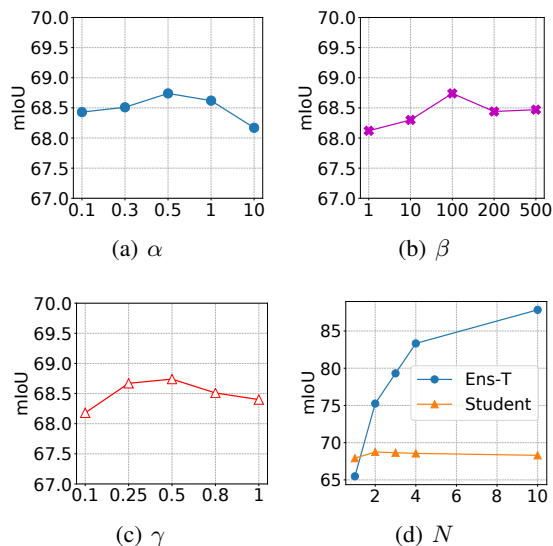 70.0
69.5
69.0
68.5
68.0
67.5
67.0
mIoU
0.1 0.3 0.5 1 10
(a) α
70.0
69.5
69.0
68.5
68.0
67.5
67.0
mIoU
1 10 100 200 500
(b) β
70.0
69.5
69.0
68.5
68.0
67.5
67.0
mIoU
0.1 0.25 0.5 0.8 1
(c) γ
85
80
75
70
65
mIoU
Ens-T
Student
2 4 6 8 10
(d) N